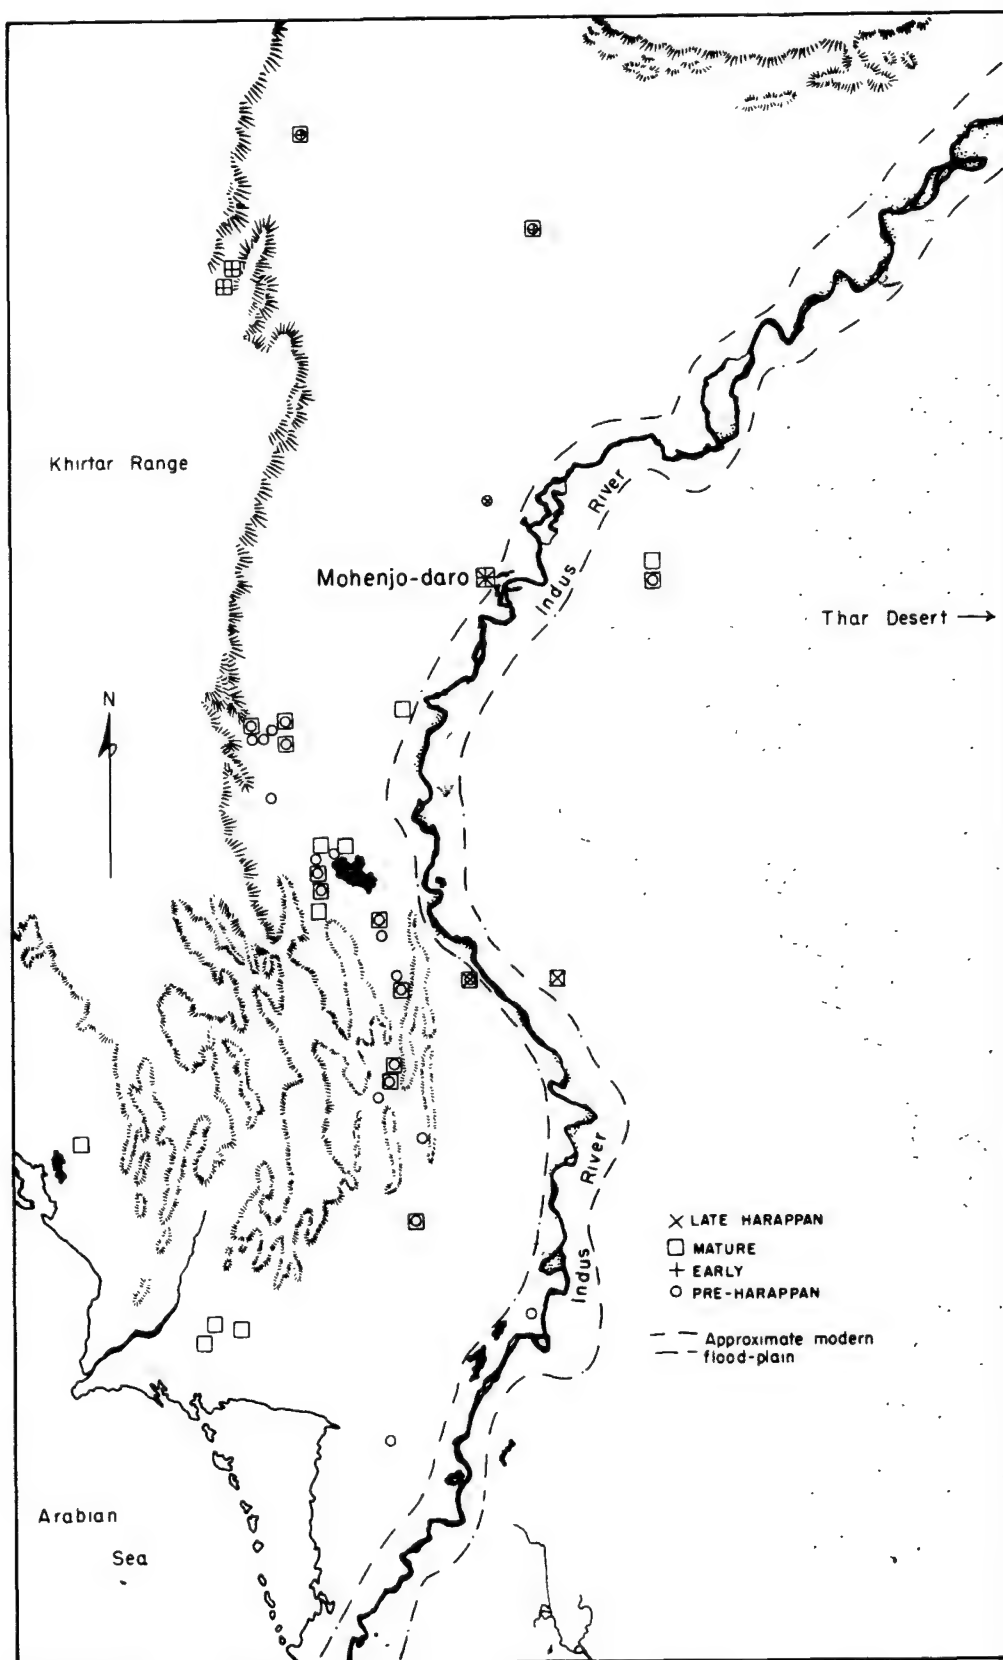 Khirtar Range
River
Indus
Mohenjo-daro
Thar Desert
N
River
Indus
LATE HARAPPAN
MATURE
EARLY
PRE-HARAPPAN
Approximate modern
flood-plain
Arabian
Sea